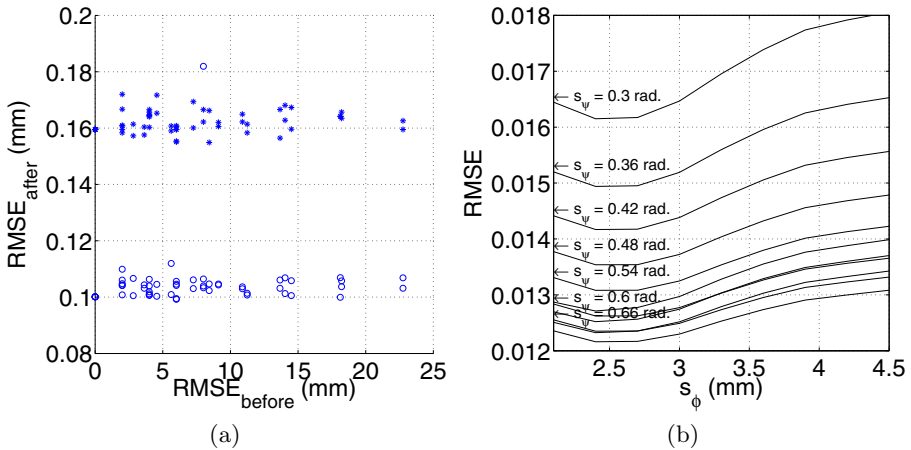 0.2
0.18
0.16
0.14
0.12
0.1
0.08
RMSE_after (mm)
0 5 10 15 20 25
RMSE_before (mm)
(a)
0.018
0.017
0.016
0.015
0.014
0.013
0.012
RMSE
← s_ψ = 0.3 rad.
← s_ψ = 0.36 rad.
← s_ψ = 0.42 rad.
← s_ψ = 0.48 rad.
← s_ψ = 0.54 rad.
← s_ψ = 0.6 rad.
← s_ψ = 0.66 rad.
2.5 3 3.5 4 4.5
s_ϕ (mm)
(b)